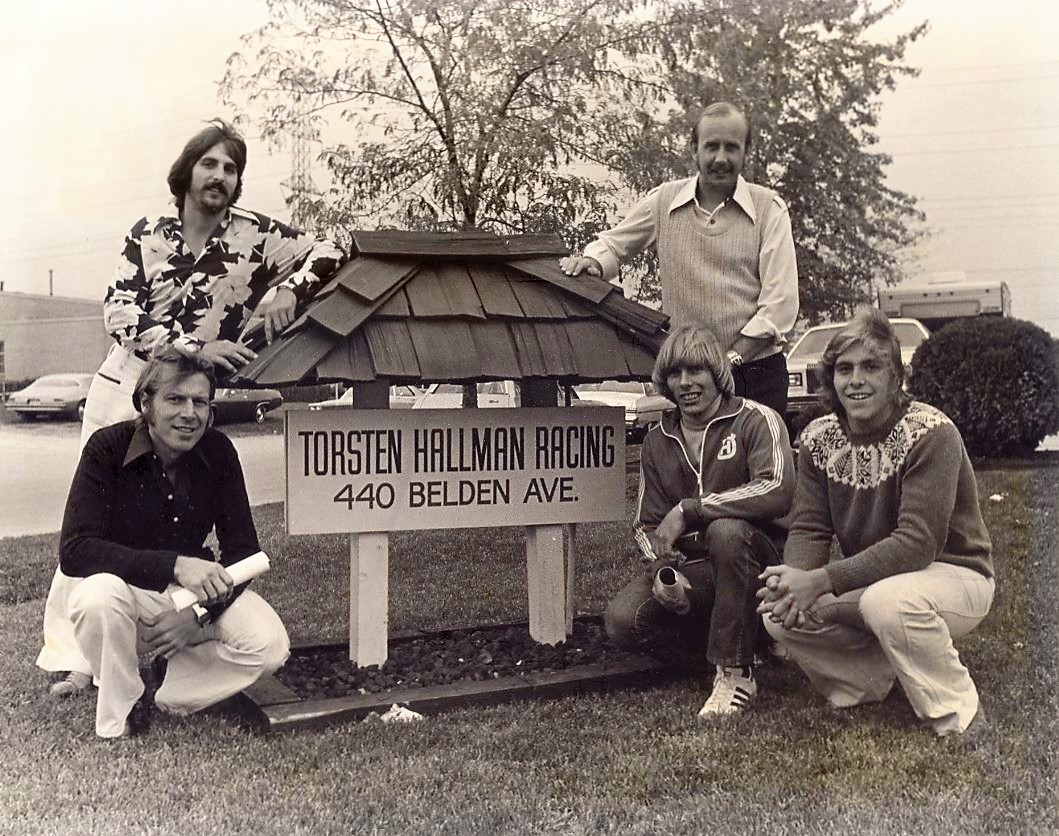 TORSTEN HALLMAN RACING
440 BELDEN AVE.